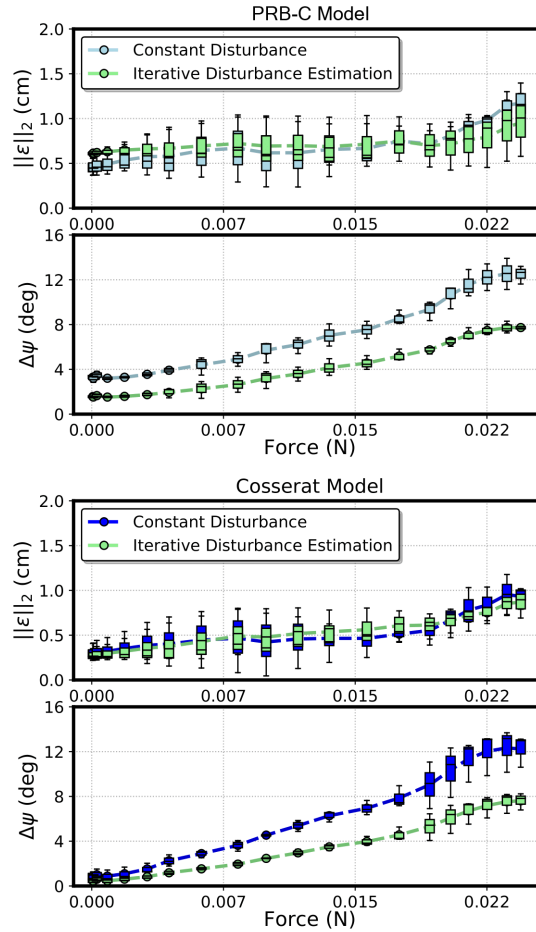 PRB-C Model
2.0
1.5
1.0
0.5
0.0
||ε||₂ (cm)
Constant Disturbance
Iterative Disturbance Estimation
0.000 0.007 0.015 0.022
16
12
8
4
0
Δψ (deg)
0.000 0.007 0.015 0.022
Force (N)
Cosserat Model
2.0
1.5
1.0
0.5
0.0
||ε||₂ (cm)
Constant Disturbance
Iterative Disturbance Estimation
0.000 0.007 0.015 0.022
16
12
8
4
0
Δψ (deg)
0.000 0.007 0.015 0.022
Force (N)